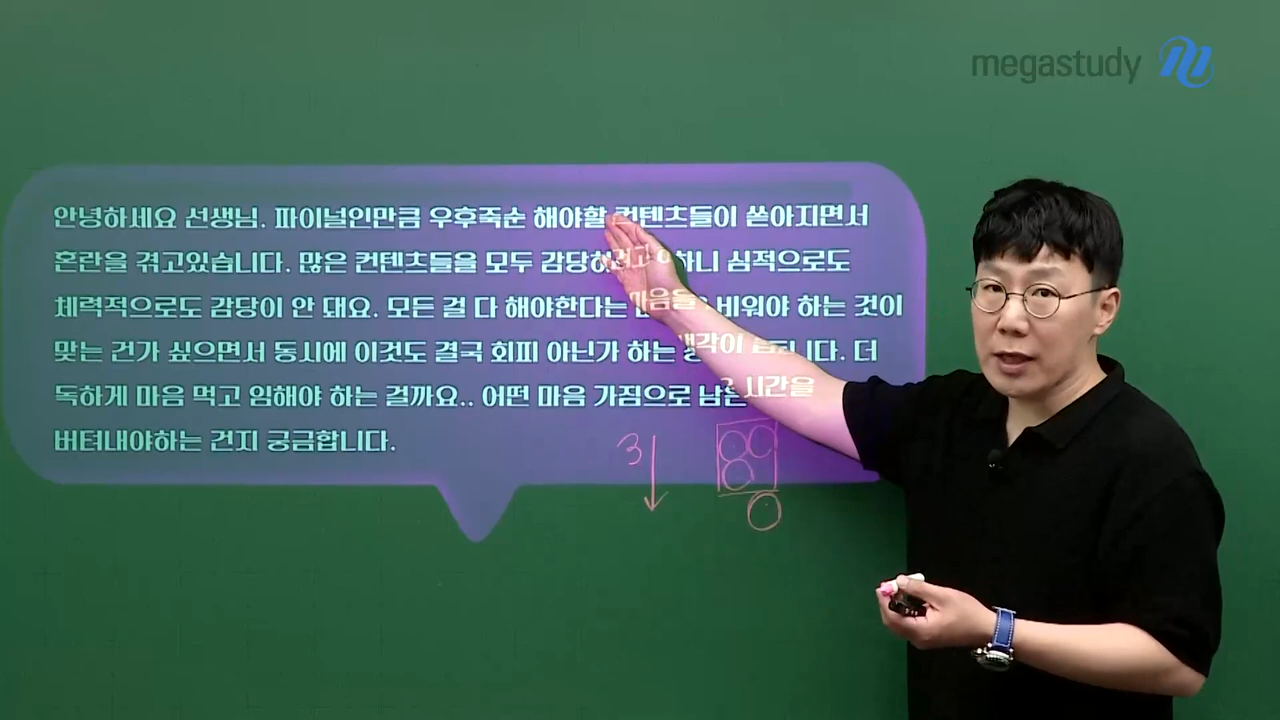 megastudy
안녕하세요 선생님. 파이널인만큼 우후죽순 해야할 컨텐츠들이 쏟아지면서
혼란을 겪고있습니다. 많은 컨텐츠들을 모두 감당하려고 하니 심적으로도
체력적으로도 감당이 안 돼요. 모든 걸 다 해야한다는 마음을 비워야 하는 것이
맞는 건가 싶으면서 동시에 이것도 결국 회피 아닌가 하는 생각이 듭니다. 더
독하게 마음 먹고 임해야 하는 걸까요.. 어떤 마음 가짐으로 남은 시간을
버텨내야하는 건지 궁금합니다.
3